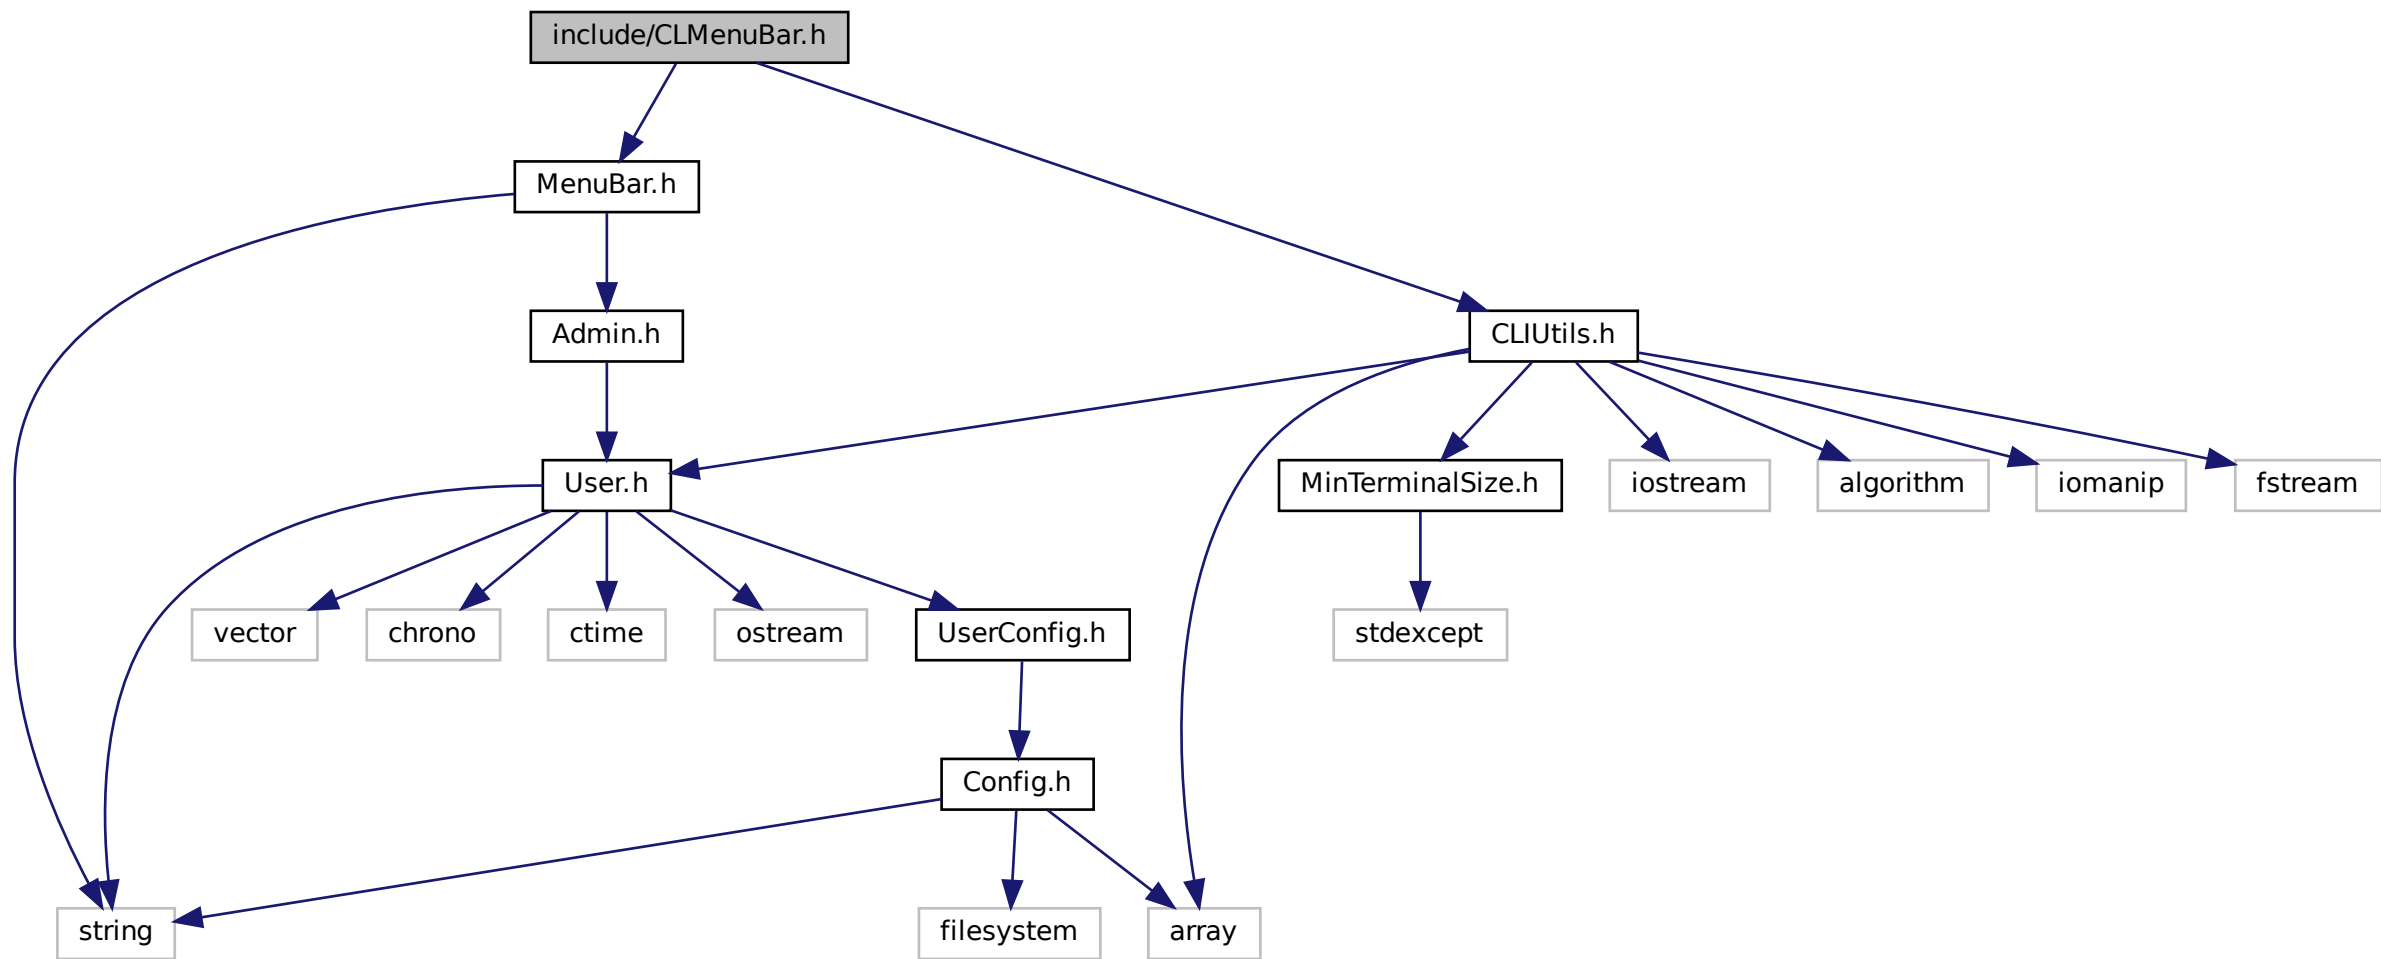 include/CLMenuBar.h
MenuBar.h
Admin.h
CLIUtils.h
User.h
MinTerminalSize.h
iostream
algorithm
iomanip
fstream
vector
chrono
ctime
ostream
UserConfig.h
stdexcept
Config.h
string
filesystem
array